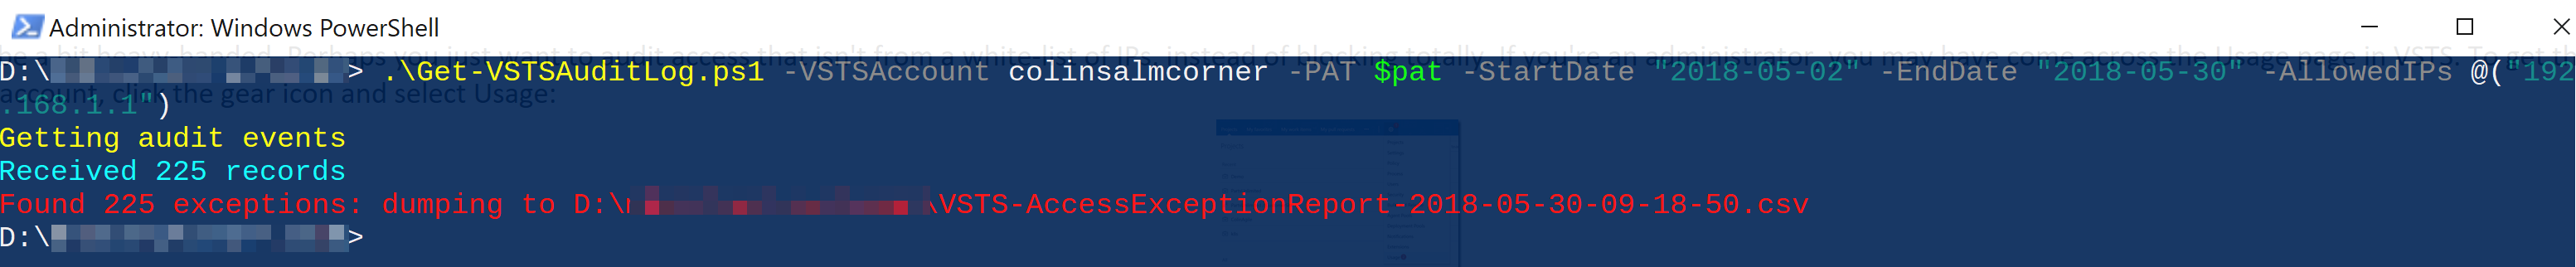 Administrator: Windows PowerShell
be a bit heavy-handed. Perhaps you just want to audit access that isn't from a white-list of IPs, instead of blocking totally. If you're an administrator, you may have come across the Usage page in VSTS. To get th
D:\> .\Get-VSTSAuditLog.ps1 -VSTSAccount colinsalmcorner -PAT $pat -StartDate "2018-05-02" -EndDate "2018-05-30" -AllowedIPs @("192
account, click the gear icon and select Usage:
.168.1.1")
Getting audit events
Received 225 records
Found 225 exceptions: dumping to D:\\VSTS-AccessExceptionReport-2018-05-30-09-18-50.csv
D:\>